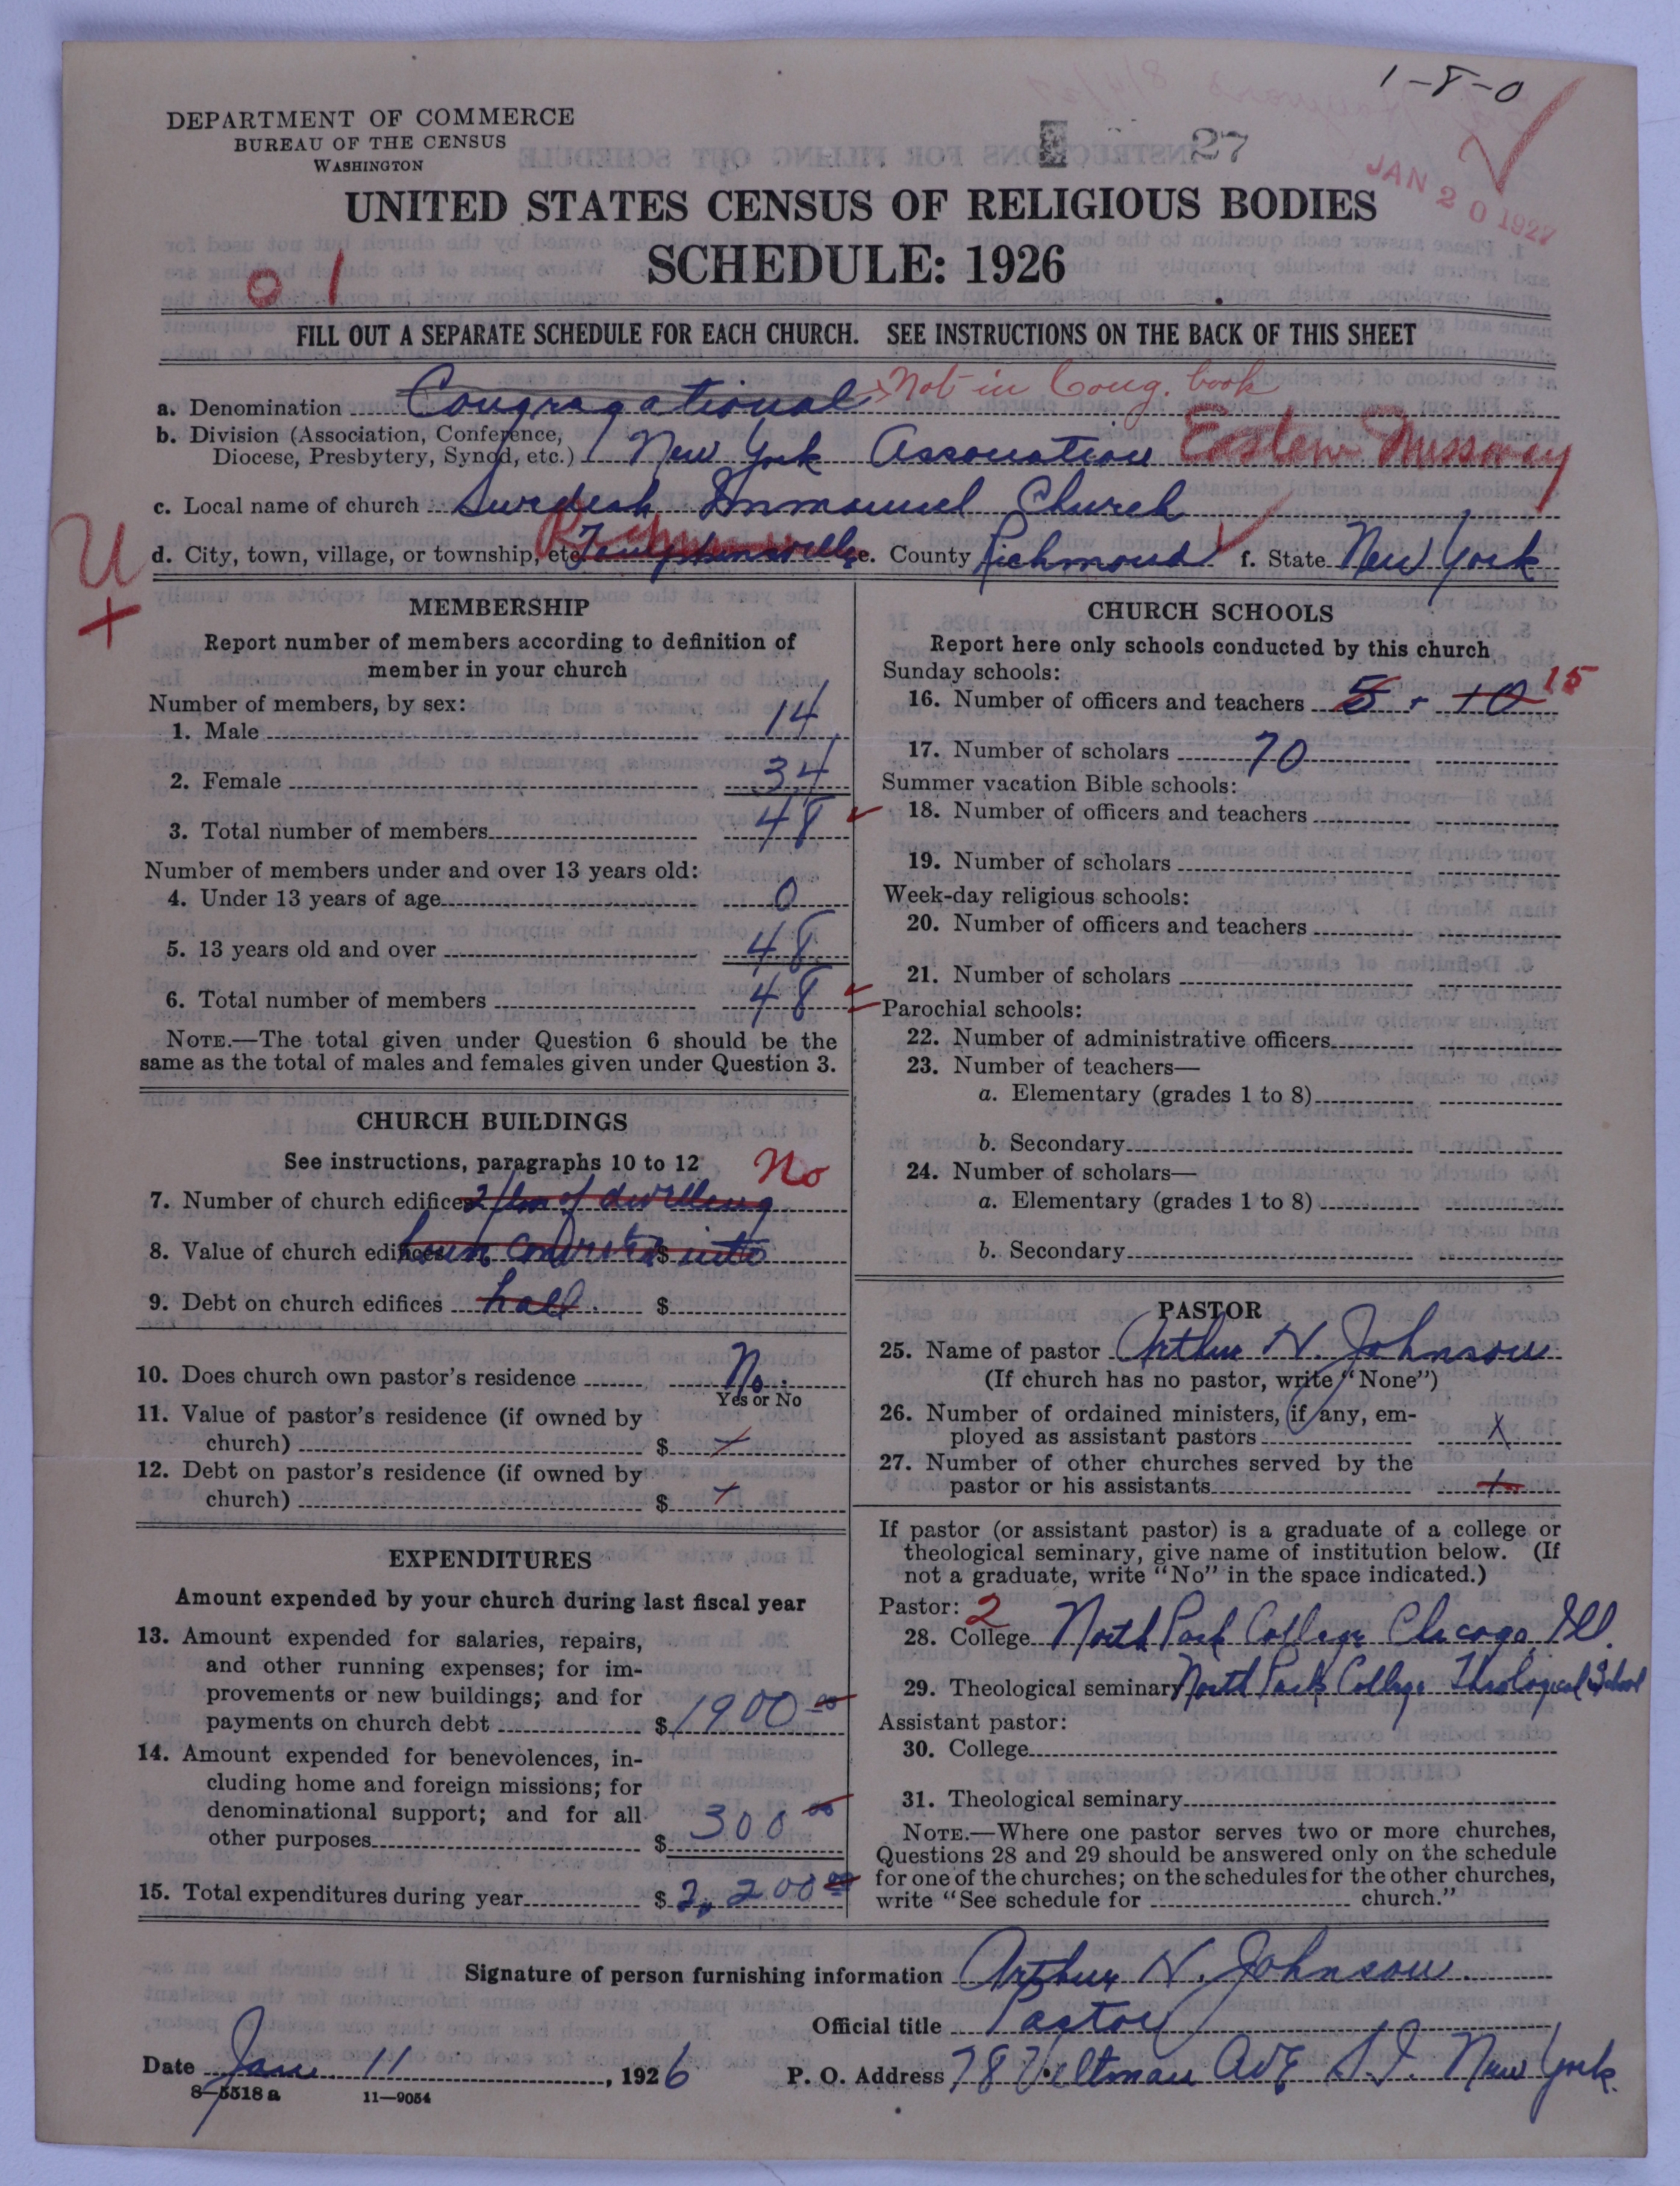 1-8-0
DEPARTMENT OF COMMERCE
BUREAU OF THE CENSUS
WASHINGTON
27
JAN 20 1927
UNITED STATES CENSUS OF RELIGIOUS BODIES
SCHEDULE: 1926
01
FILL OUT A SEPARATE SCHEDULE FOR EACH CHURCH. SEE INSTRUCTIONS ON THE BACK OF THIS SHEET
a. Denomination Congragational Not in Cong. book
b. Division (Association, Conference, Diocese, Presbytery, Synod, etc.) New York Assosiation Eastern Missionary
c. Local name of church Swedish Immanuel Church
d. City, town, village, or township, etc. e. County Richmond f. State New York
U
+
MEMBERSHIP
Report number of members according to definition of
member in your church
Number of members, by sex:
1. Male 14
2. Female 34
3. Total number of members 48
Number of members under and over 13 years old:
4. Under 13 years of age 0
5. 13 years old and over 48
6. Total number of members 48
NOTE.—The total given under Question 6 should be the
same as the total of males and females given under Question 3.
CHURCH BUILDINGS
See instructions, paragraphs 10 to 12 No
7. Number of church edifices 2 floor of dwelling
8. Value of church edifices house converted $ into
9. Debt on church edifices hall. $
10. Does church own pastor's residence No.
Yes or No
11. Value of pastor's residence (if owned by
church) $
12. Debt on pastor's residence (if owned by
church) $
EXPENDITURES
Amount expended by your church during last fiscal year
13. Amount expended for salaries, repairs,
and other running expenses; for im-
provements or new buildings; and for
payments on church debt $ 1900 00
14. Amount expended for benevolences, in-
cluding home and foreign missions; for
denominational support; and for all
other purposes $ 300 00
15. Total expenditures during year $ 2,200 00
CHURCH SCHOOLS
Report here only schools conducted by this church
Sunday schools:
16. Number of officers and teachers 5 + 10 15
17. Number of scholars 70
Summer vacation Bible schools:
18. Number of officers and teachers
19. Number of scholars
Week-day religious schools:
20. Number of officers and teachers
21. Number of scholars
Parochial schools:
22. Number of administrative officers
23. Number of teachers—
a. Elementary (grades 1 to 8)
b. Secondary
24. Number of scholars—
a. Elementary (grades 1 to 8)
b. Secondary
PASTOR
25. Name of pastor Arthur N. Johnson
(If church has no pastor, write "None")
26. Number of ordained ministers, if any, em-
ployed as assistant pastors X
27. Number of other churches served by the
pastor or his assistants
If pastor (or assistant pastor) is a graduate of a college or
theological seminary, give name of institution below. (If
not a graduate, write "No" in the space indicated.)
Pastor: 2
28. College North Park College Chicago Ill.
29. Theological seminary North Park College Theological School
Assistant pastor:
30. College
31. Theological seminary
NOTE.—Where one pastor serves two or more churches,
Questions 28 and 29 should be answered only on the schedule
for one of the churches; on the schedules for the other churches,
write "See schedule for church."
Signature of person furnishing information Arthur N. Johnson.
Official title Pastor
Date Jan. 11, 1926 P. O. Address 78 Veltman Ave S.I. New York.
8—5518 a 11—9054